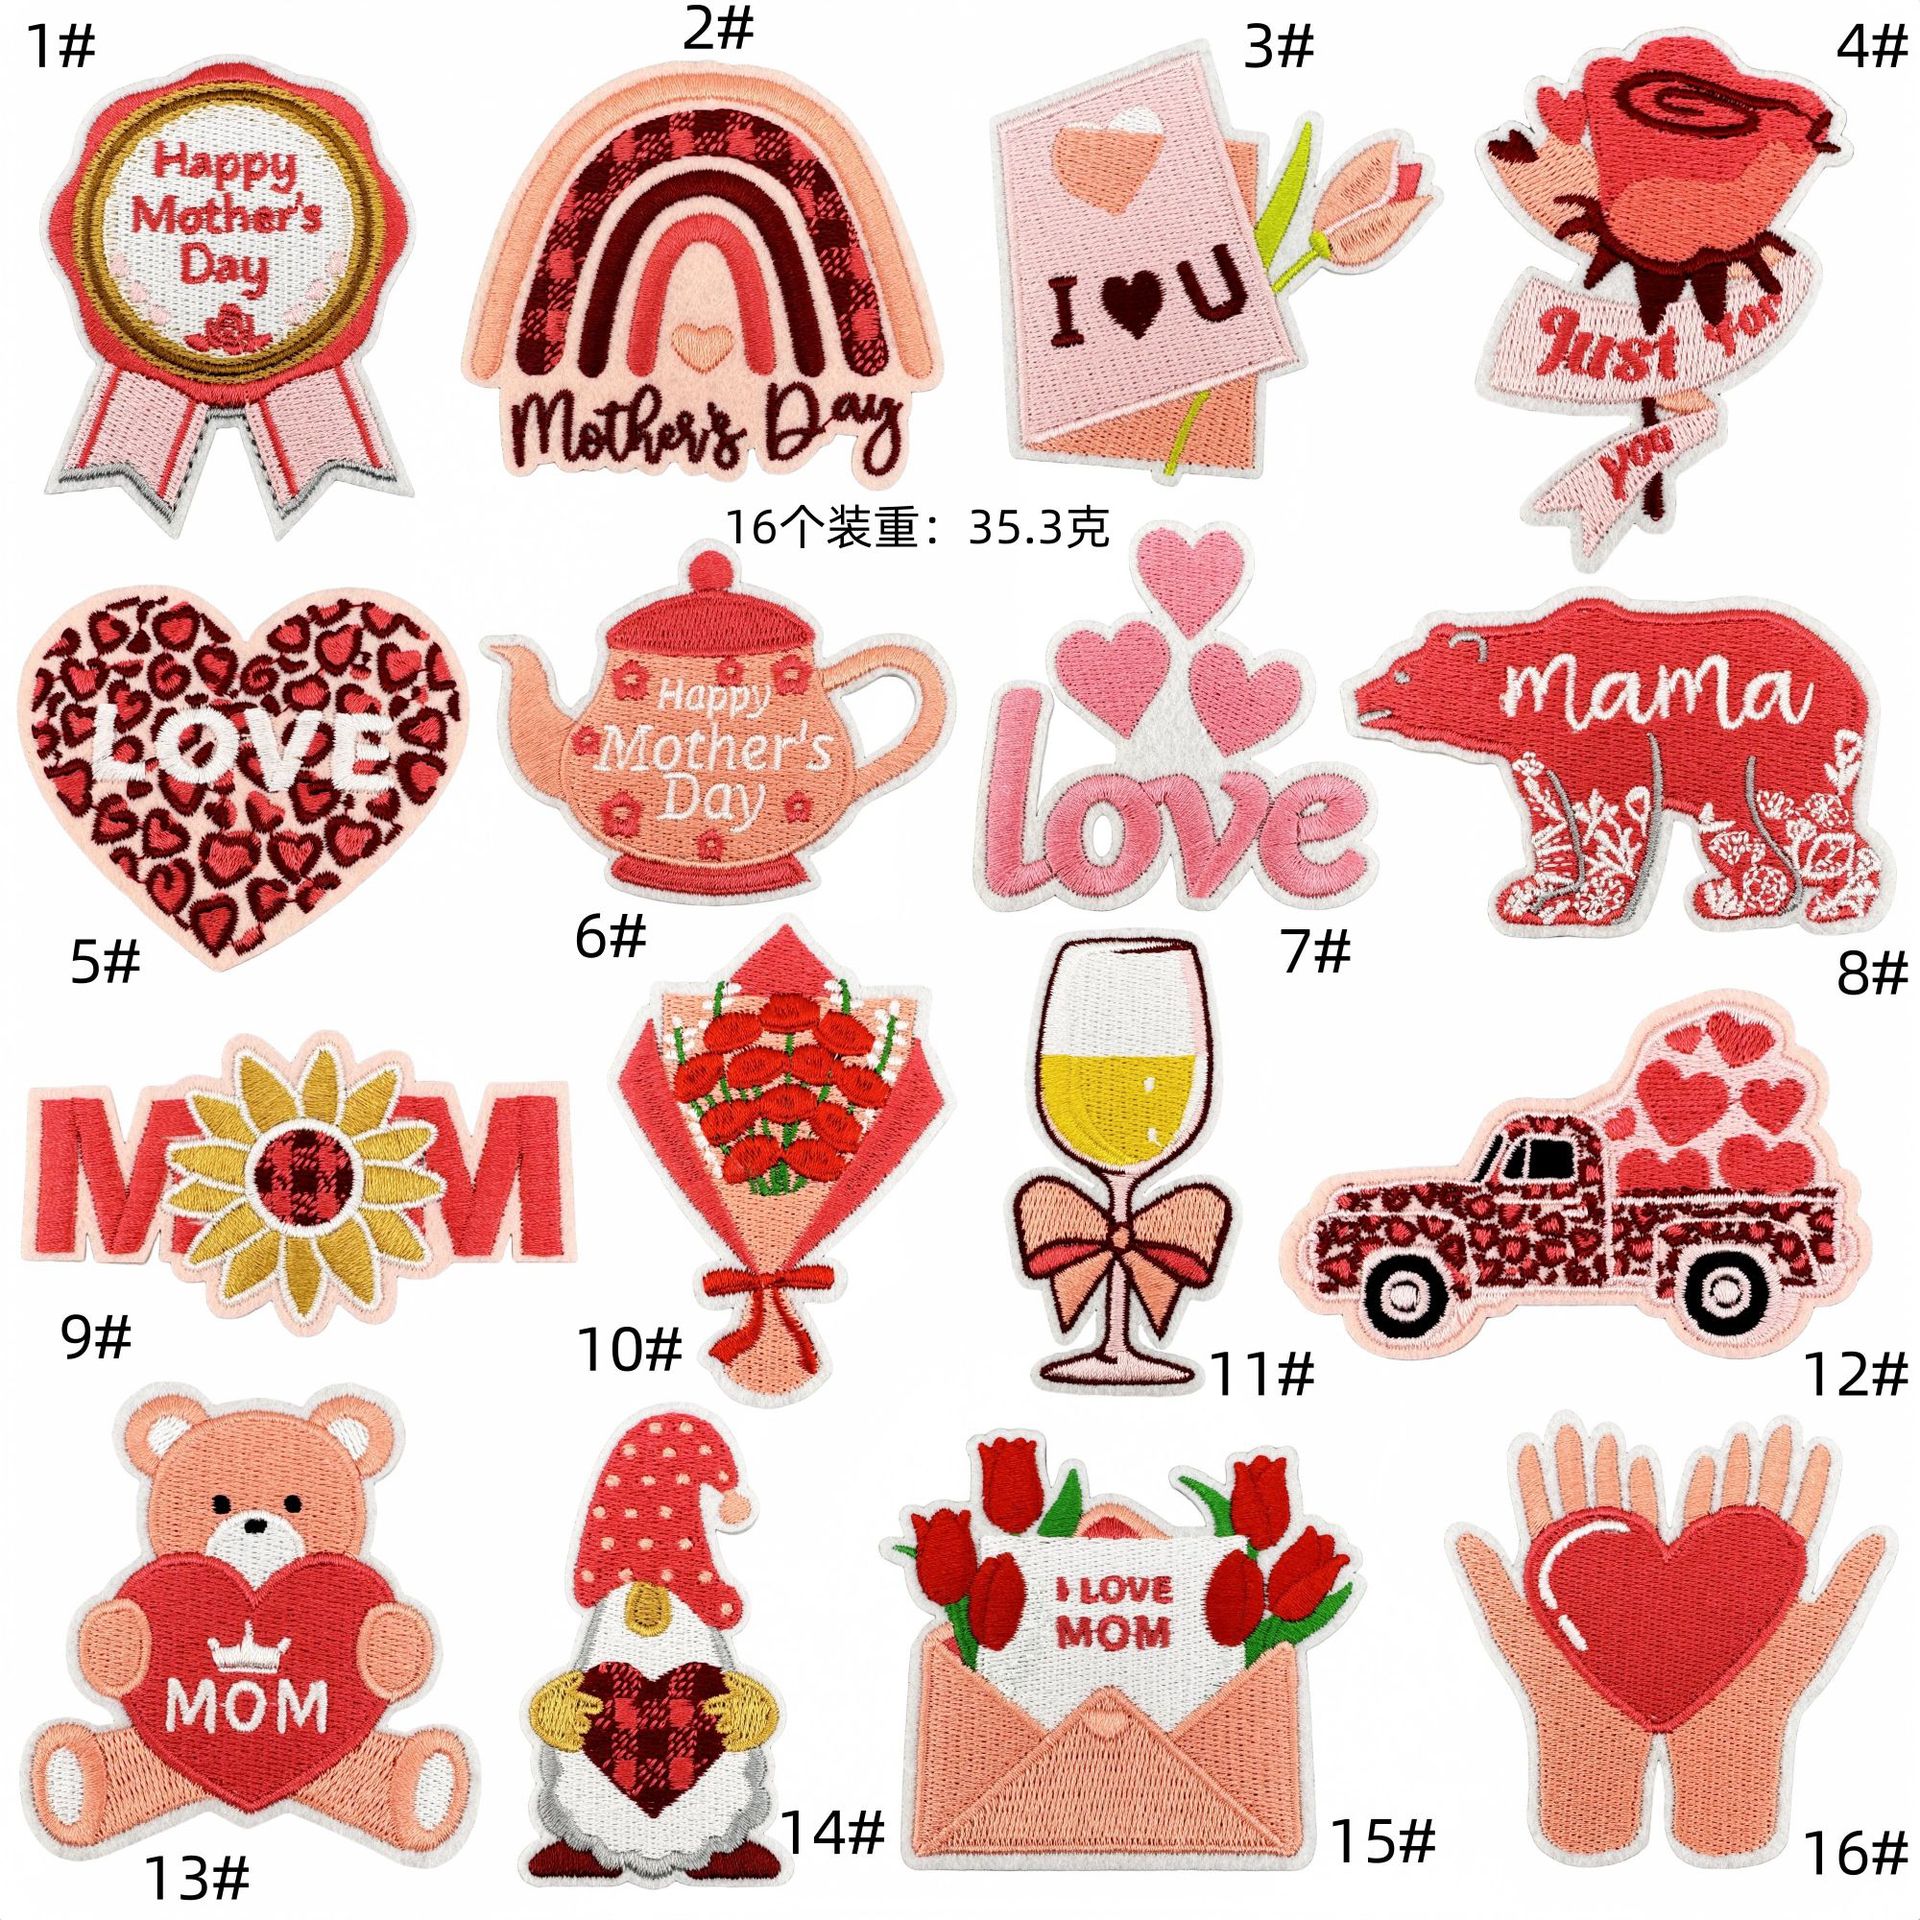 1#
Happy
Mother's
Day
2#
Mother's Day
3#
I ♥ U
4#
Just for
you
16个装重：35.3克
5#
LOVE
6#
Happy
Mother's
Day
7#
love
8#
mama
9#
MOM
10#
11#
12#
13#
MOM
14#
15#
I LOVE
MOM
16#